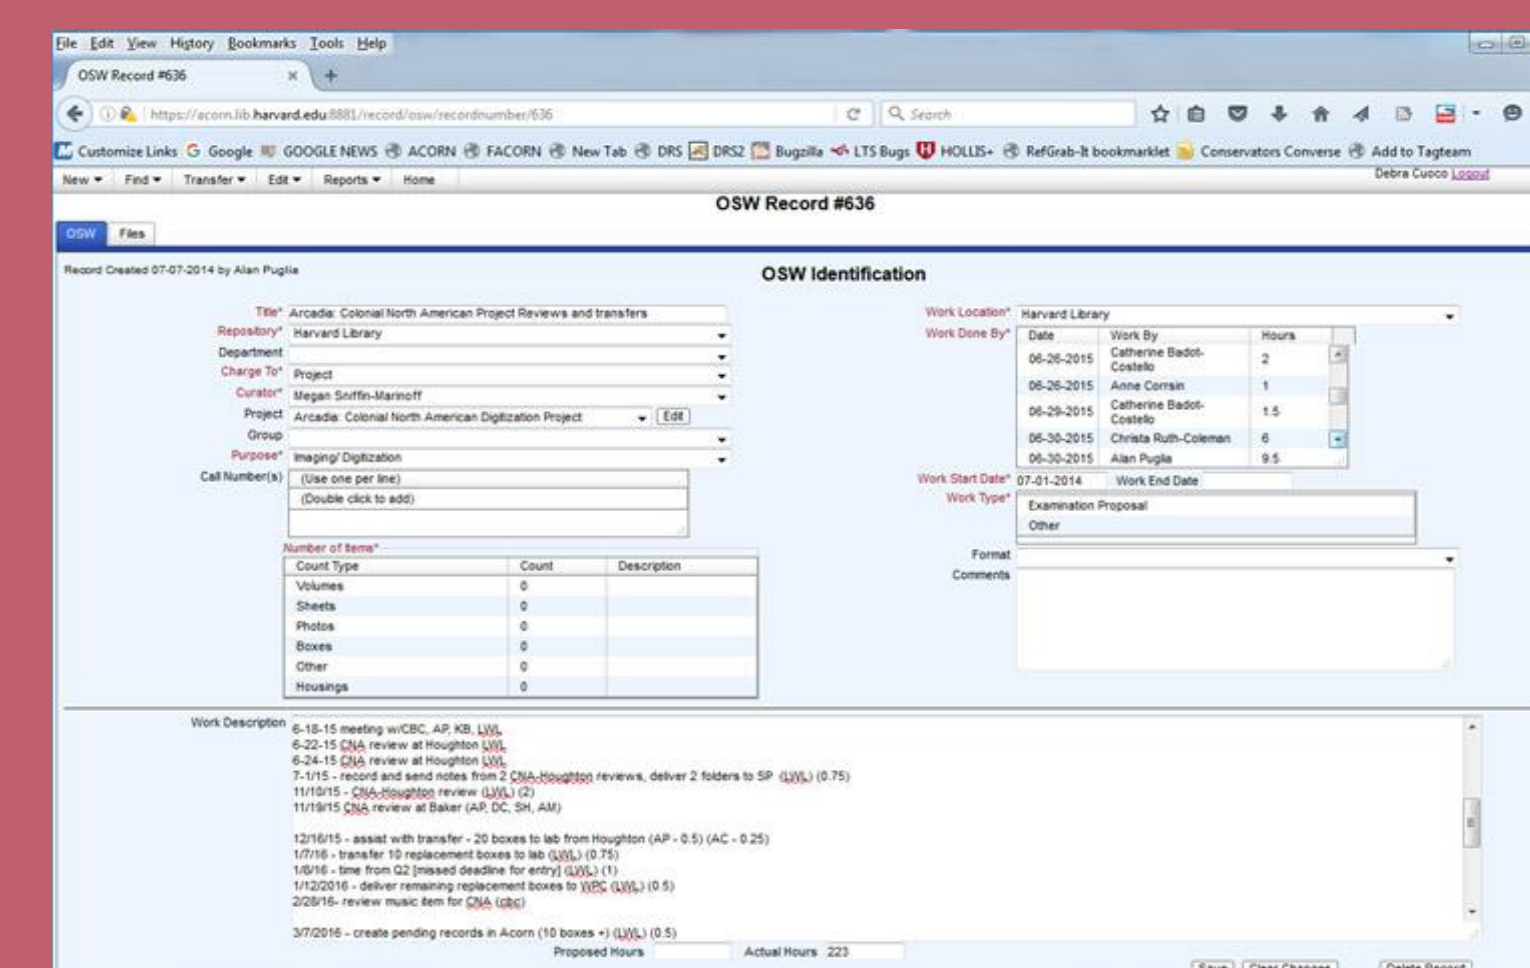 File Edit View History Bookmarks Tools Help
OSW Record #636 × +
https://acorn.lib.harvard.edu:8881/record/osw/recordnumber/636 Search
Customize Links Google GOOGLE NEWS ACORN FACORN New Tab DRS DRS2 Bugzilla LTS Bugs HOLLIS+ RefGrab-It bookmarklet Conservators Converse Add to Tagteam
New Find Transfer Edit Reports Home Debra Cuoco Logout
OSW Record #636
OSW Files
Record Created 07-07-2014 by Alan Puglia
OSW Identification
Title* Arcadia: Colonial North American Project Reviews and transfers
Repository* Harvard Library
Department
Charge To* Project
Curator* Megan Sniffin-Marinoff
Project Arcadia: Colonial North American Digitization Project Edit
Group
Purpose* Imaging/ Digitization
Call Number(s) (Use one per line)
(Double click to add)
Number of Items*
Count Type Count Description
Volumes 0
Sheets 0
Photos 0
Boxes 0
Other 0
Housings 0
Work Location* Harvard Library
Work Done By* Date Work By Hours
06-26-2015 Catherine Badot-Costello 2
06-26-2015 Anne Corrsin 1
06-29-2015 Catherine Badot-Costello 1.5
06-30-2015 Christa Ruth-Coleman 6
06-30-2015 Alan Puglia 9.5
Work Start Date* 07-01-2014 Work End Date
Work Type* Examination Proposal
Other
Format
Comments
Work Description 6-18-15 meeting w/CBC, AP, KB, LWL
6-22-15 CNA review at Houghton LWL
6-24-15 CNA review at Houghton LWL
7-1/15 - record and send notes from 2 CNA-Houghton reviews, deliver 2 folders to SP (LWL) (0.75)
11/10/15 - CNA-Houghton review (LWL) (2)
11/19/15 CNA review at Baker (AP, DC, SH, AM)
12/16/15 - assist with transfer - 20 boxes to lab from Houghton (AP - 0.5) (AC - 0.25)
1/7/16 - transfer 10 replacement boxes to lab (LWL) (0.75)
1/8/16 - time from Q2 [missed deadline for entry] (LWL) (1)
1/12/2016 - deliver remaining replacement boxes to WPC (LWL) (0.5)
2/28/16- review music item for CNA (cbc)
3/7/2016 - create pending records in Acorn (10 boxes +) (LWL) (0.5)
Proposed Hours Actual Hours 223
Save Clear Changes Delete Record